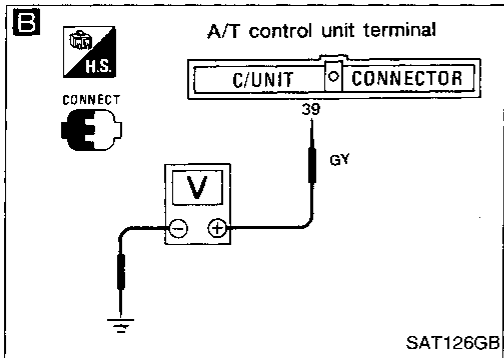 B
A/T control unit terminal
H.S.
C/UNIT CONNECTOR
CONNECT
39
GY
V
SAT126GB